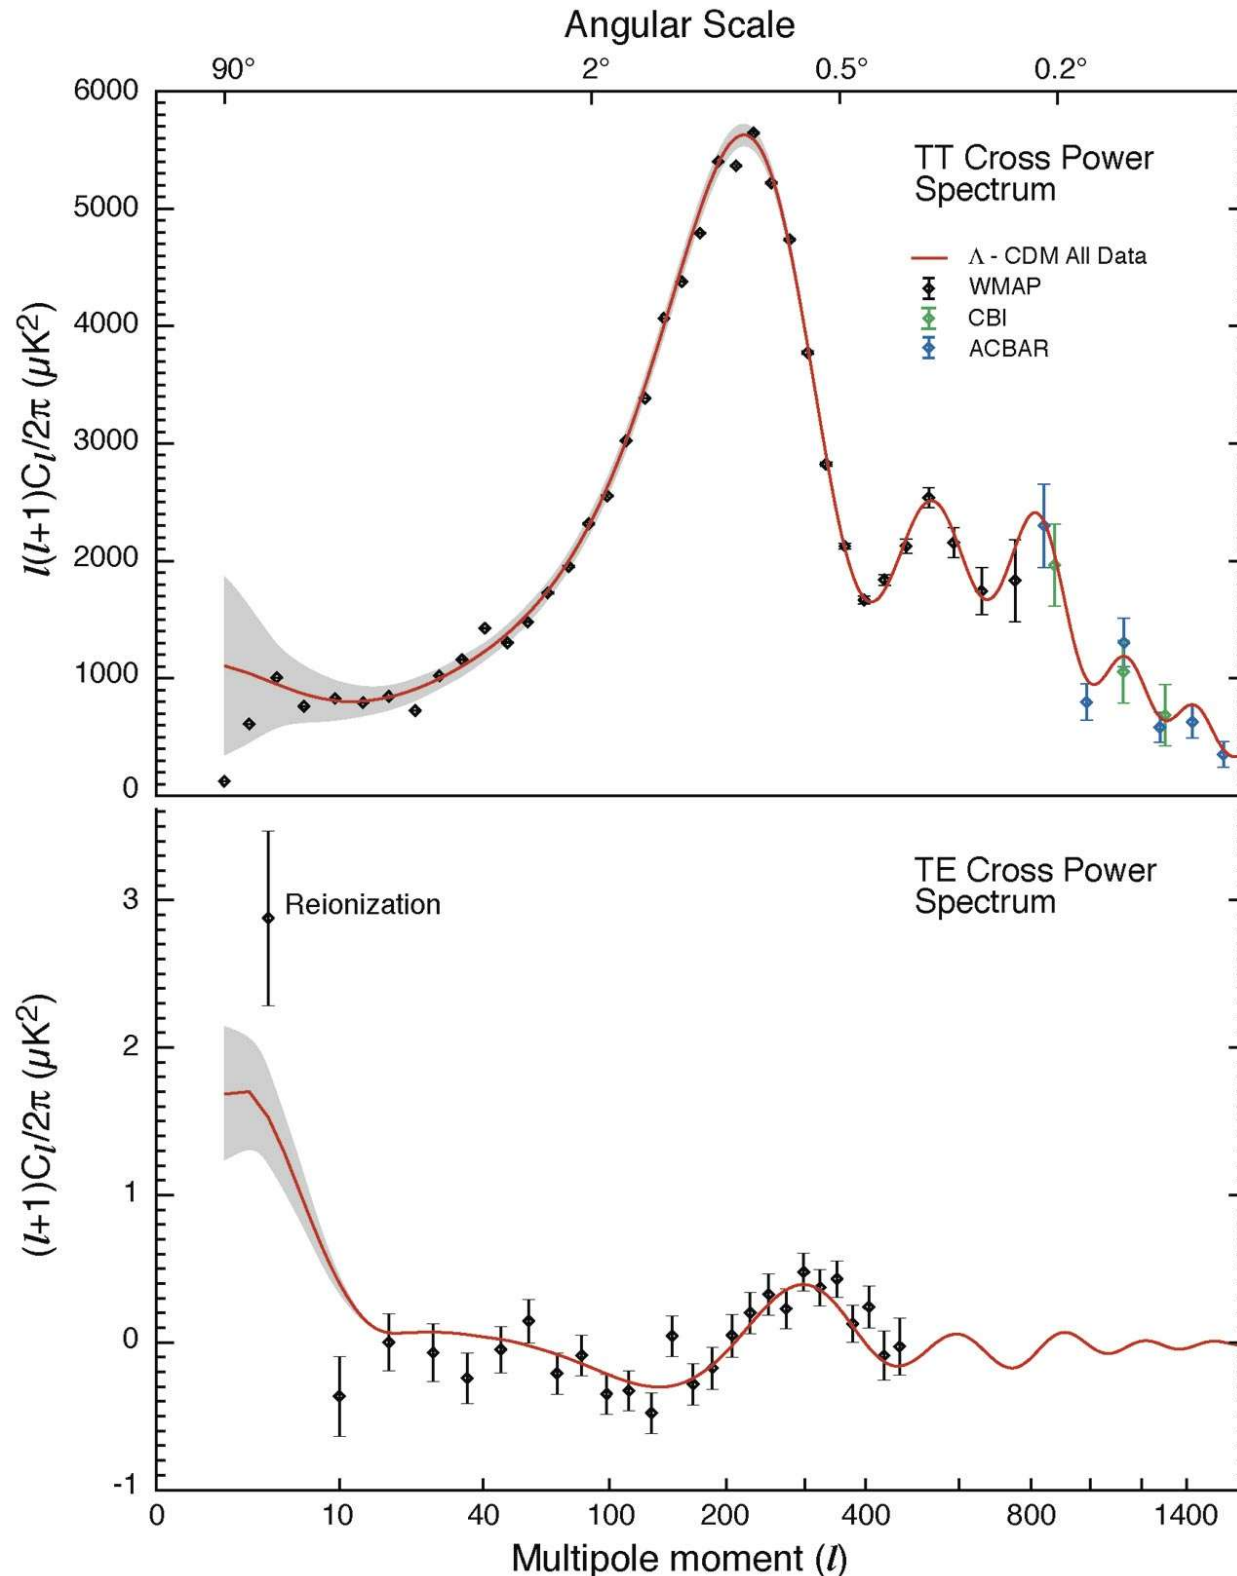 Angular Scale
90° 2° 0.5° 0.2°
6000
5000
4000
3000
2000
1000
0
l(l+1)Cl/2π (μK²)
TT Cross Power
Spectrum
Λ - CDM All Data
WMAP
CBI
ACBAR
3
2
1
0
-1
(l+1)Cl/2π (μK²)
Reionization
TE Cross Power
Spectrum
0 10 40 100 200 400 800 1400
Multipole moment (l)